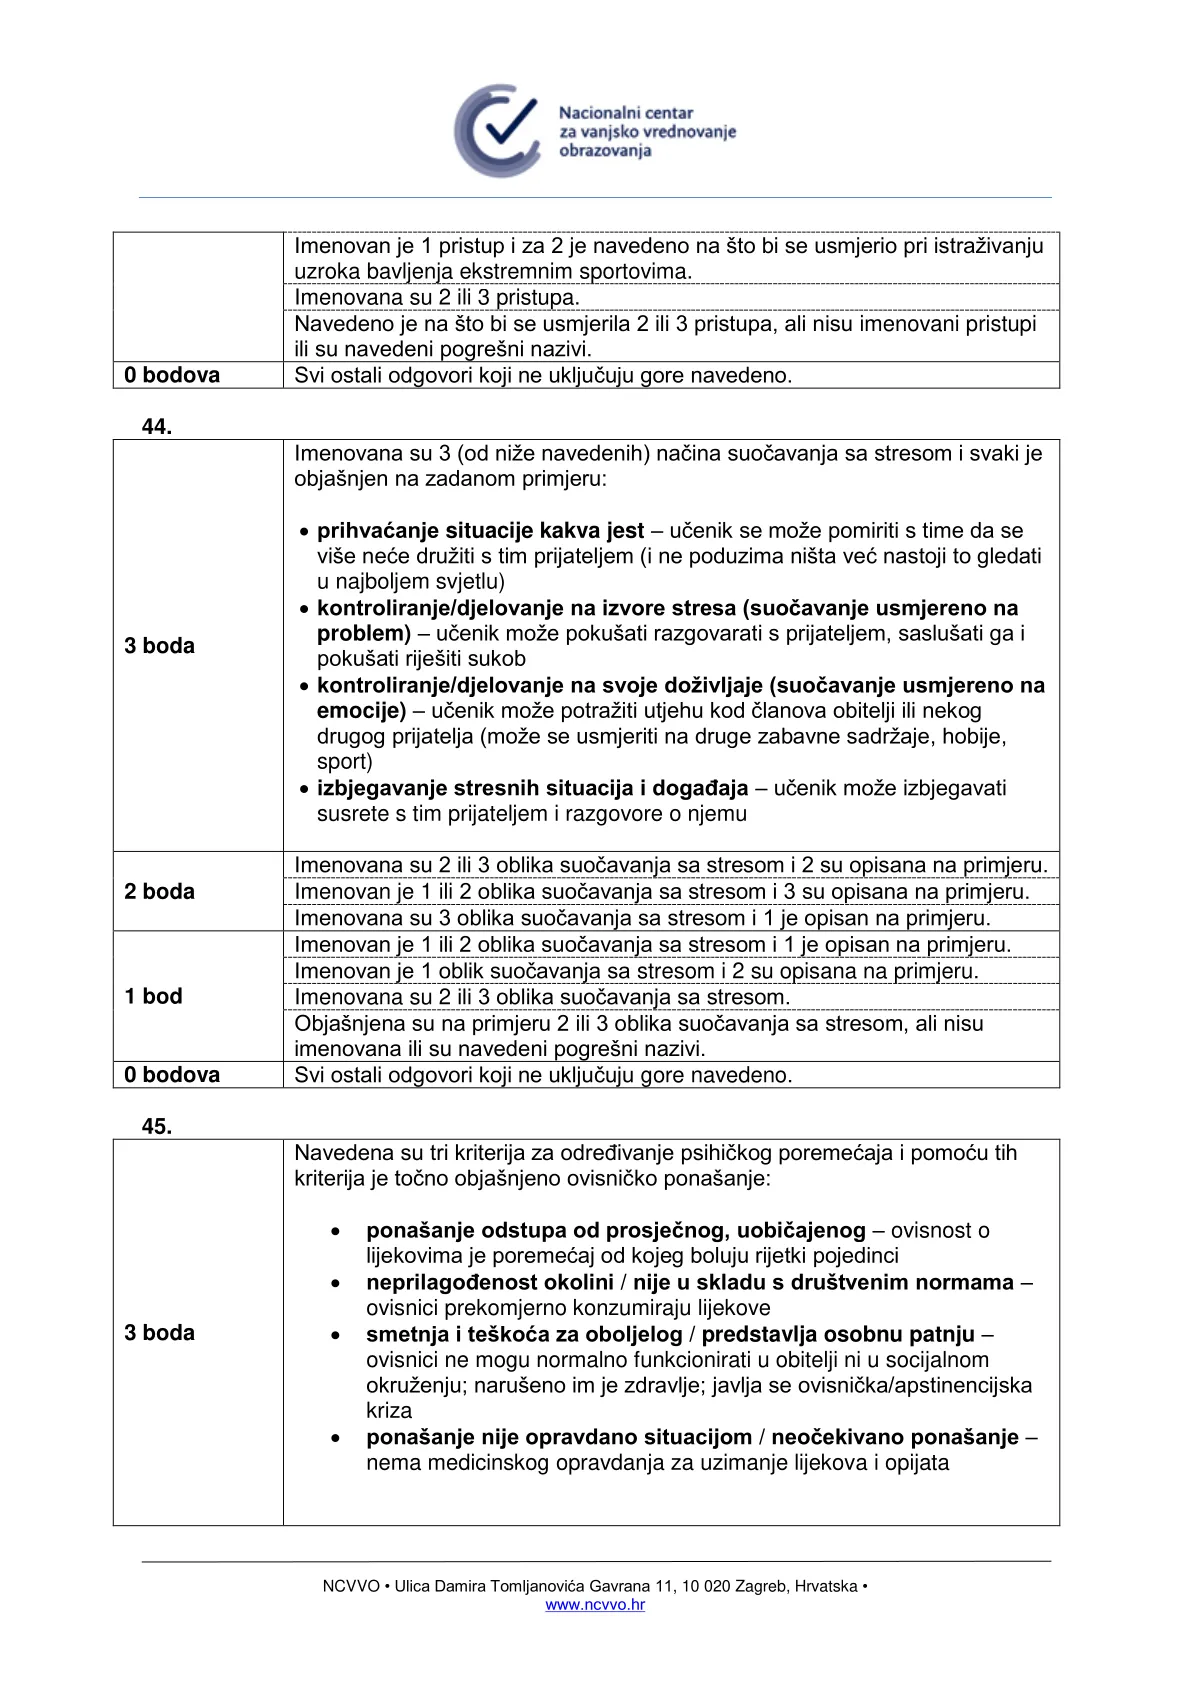 Nacionalni centar
za vanjsko vrednovanje
obrazovanja
Imenovan je 1 pristup i za 2 je navedeno na što bi se usmjerio pri istraživanju
uzroka bavljenja ekstremnim sportovima.
Imenovana su 2 ili 3 pristupa.
Navedeno je na što bi se usmjerila 2 ili 3 pristupa, ali nisu imenovani pristupi
ili su navedeni pogrešni nazivi.
0 bodova Svi ostali odgovori koji ne uključuju gore navedeno.
44.
Imenovana su 3 (od niže navedenih) načina suočavanja sa stresom i svaki je
objašnjen na zadanom primjeru:
• prihvaćanje situacije kakva jest – učenik se može pomiriti s time da se
više neće družiti s tim prijateljem (i ne poduzima ništa već nastoji to gledati
u najboljem svjetlu)
• kontroliranje/djelovanje na izvore stresa (suočavanje usmjereno na
problem) – učenik može pokušati razgovarati s prijateljem, saslušati ga i
3 boda
pokušati riješiti sukob
• kontroliranje/djelovanje na svoje doživljaje (suočavanje usmjereno na
emocije) – učenik može potražiti utjehu kod članova obitelji ili nekog
drugog prijatelja (može se usmjeriti na druge zabavne sadržaje, hobije,
sport)
• izbjegavanje stresnih situacija i događaja – učenik može izbjegavati
susrete s tim prijateljem i razgovore o njemu
Imenovana su 2 ili 3 oblika suočavanja sa stresom i 2 su opisana na primjeru.
2 boda Imenovan je 1 ili 2 oblika suočavanja sa stresom i 3 su opisana na primjeru.
Imenovana su 3 oblika suočavanja sa stresom i 1 je opisan na primjeru.
Imenovan je 1 ili 2 oblika suočavanja sa stresom i 1 je opisan na primjeru.
Imenovan je 1 oblik suočavanja sa stresom i 2 su opisana na primjeru.
1 bod Imenovana su 2 ili 3 oblika suočavanja sa stresom.
Objašnjena su na primjeru 2 ili 3 oblika suočavanja sa stresom, ali nisu
imenovana ili su navedeni pogrešni nazivi.
0 bodova Svi ostali odgovori koji ne uključuju gore navedeno.
45.
Navedena su tri kriterija za određivanje psihičkog poremećaja i pomoću tih
kriterija je točno objašnjeno ovisničko ponašanje:
• ponašanje odstupa od prosječnog, uobičajenog – ovisnost o
lijekovima je poremećaj od kojeg boluju rijetki pojedinci
• neprilagođenost okolini / nije u skladu s društvenim normama –
ovisnici prekomjerno konzumiraju lijekove
3 boda • smetnja i teškoća za oboljelog / predstavlja osobnu patnju –
ovisnici ne mogu normalno funkcionirati u obitelji ni u socijalnom
okruženju; narušeno im je zdravlje; javlja se ovisnička/apstinencijska
kriza
• ponašanje nije opravdano situacijom / neočekivano ponašanje –
nema medicinskog opravdanja za uzimanje lijekova i opijata
NCVVO • Ulica Damira Tomljanovića Gavrana 11, 10 020 Zagreb, Hrvatska •
www.ncvvo.hr